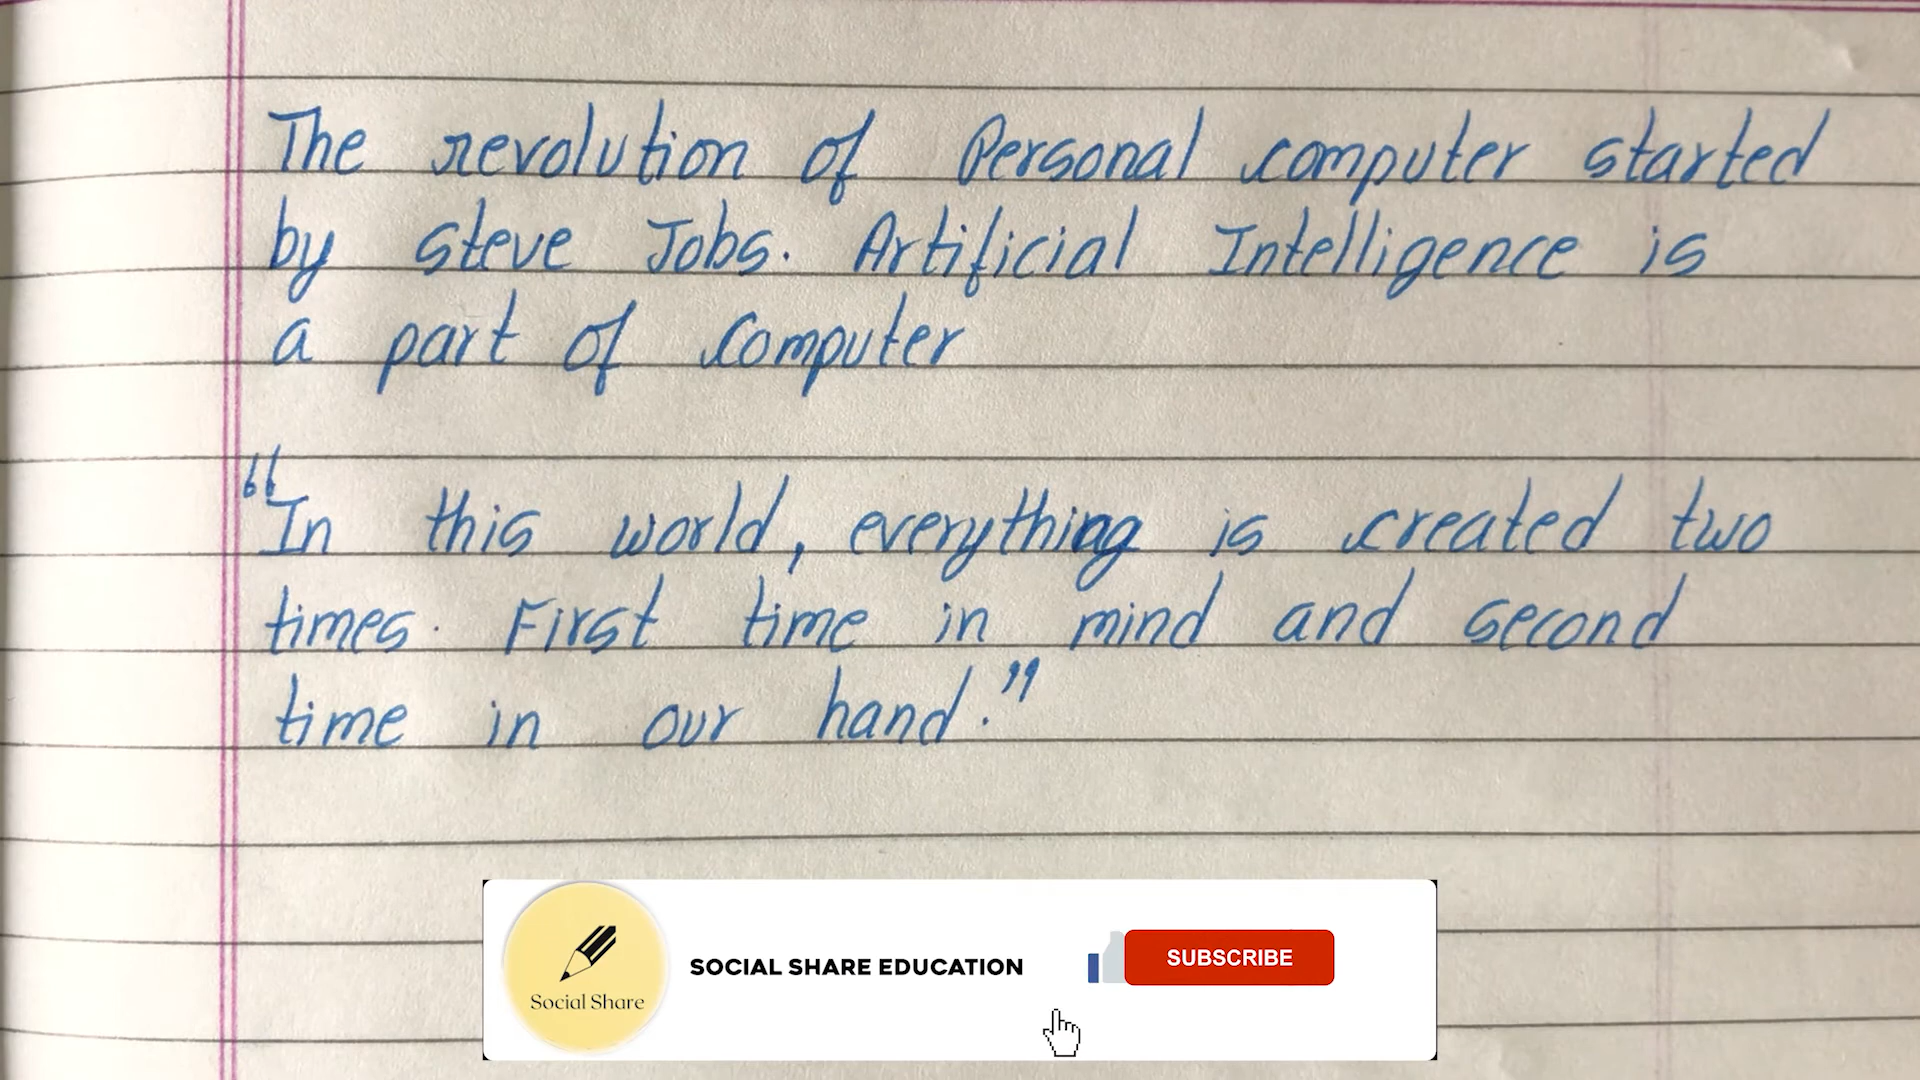 The revolution of Personal computer started
by steve Jobs. Artificial Intelligence is
a part of Computer
“In this world, everything is created two
times. First time in mind and second
time in our hand.”
Social Share
SOCIAL SHARE EDUCATION
SUBSCRIBE